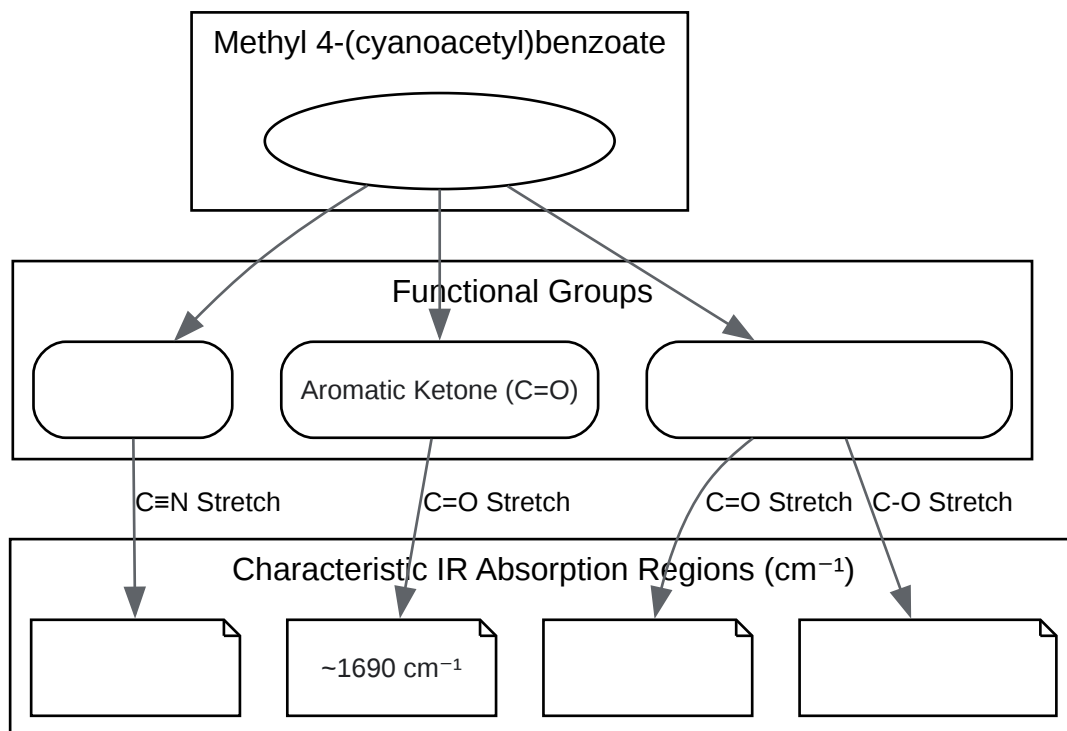 Methyl 4-(cyanoacetyl)benzoate
Functional Groups
Aromatic Ketone (C=O)
C≡N Stretch
C=O Stretch
C=O Stretch
C-O Stretch
Characteristic IR Absorption Regions (cm⁻¹)
~1690 cm⁻¹